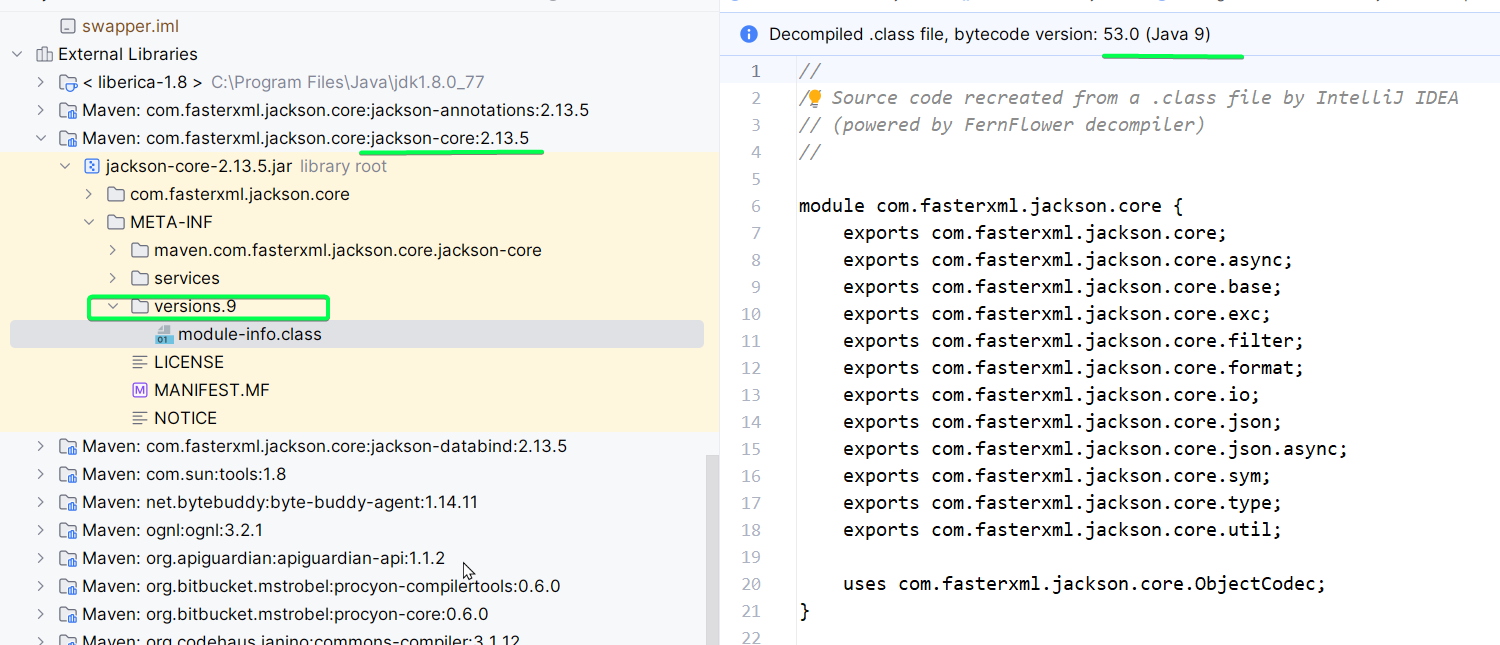 swapper.iml
External Libraries
< liberica-1.8 > C:\Program Files\Java\jdk1.8.0_77
Maven: com.fasterxml.jackson.core:jackson-annotations:2.13.5
Maven: com.fasterxml.jackson.core:jackson-core:2.13.5
jackson-core-2.13.5.jar library root
com.fasterxml.jackson.core
META-INF
maven.com.fasterxml.jackson.core.jackson-core
services
versions.9
module-info.class
LICENSE
MANIFEST.MF
NOTICE
Maven: com.fasterxml.jackson.core:jackson-databind:2.13.5
Maven: com.sun:tools:1.8
Maven: net.bytebuddy:byte-buddy-agent:1.14.11
Maven: ognl:ognl:3.2.1
Maven: org.apiguardian:apiguardian-api:1.1.2
Maven: org.bitbucket.mstrobel:procyon-compilertools:0.6.0
Maven: org.bitbucket.mstrobel:procyon-core:0.6.0
Maven: org.codehaus.janino:commons-compiler:3.1.12
Decompiled .class file, bytecode version: 53.0 (Java 9)
1 //
2 // Source code recreated from a .class file by IntelliJ IDEA
3 // (powered by FernFlower decompiler)
4 //
5
6 module com.fasterxml.jackson.core {
7 exports com.fasterxml.jackson.core;
8 exports com.fasterxml.jackson.core.async;
9 exports com.fasterxml.jackson.core.base;
10 exports com.fasterxml.jackson.core.exc;
11 exports com.fasterxml.jackson.core.filter;
12 exports com.fasterxml.jackson.core.format;
13 exports com.fasterxml.jackson.core.io;
14 exports com.fasterxml.jackson.core.json;
15 exports com.fasterxml.jackson.core.json.async;
16 exports com.fasterxml.jackson.core.sym;
17 exports com.fasterxml.jackson.core.type;
18 exports com.fasterxml.jackson.core.util;
19
20 uses com.fasterxml.jackson.core.ObjectCodec;
21 }
22